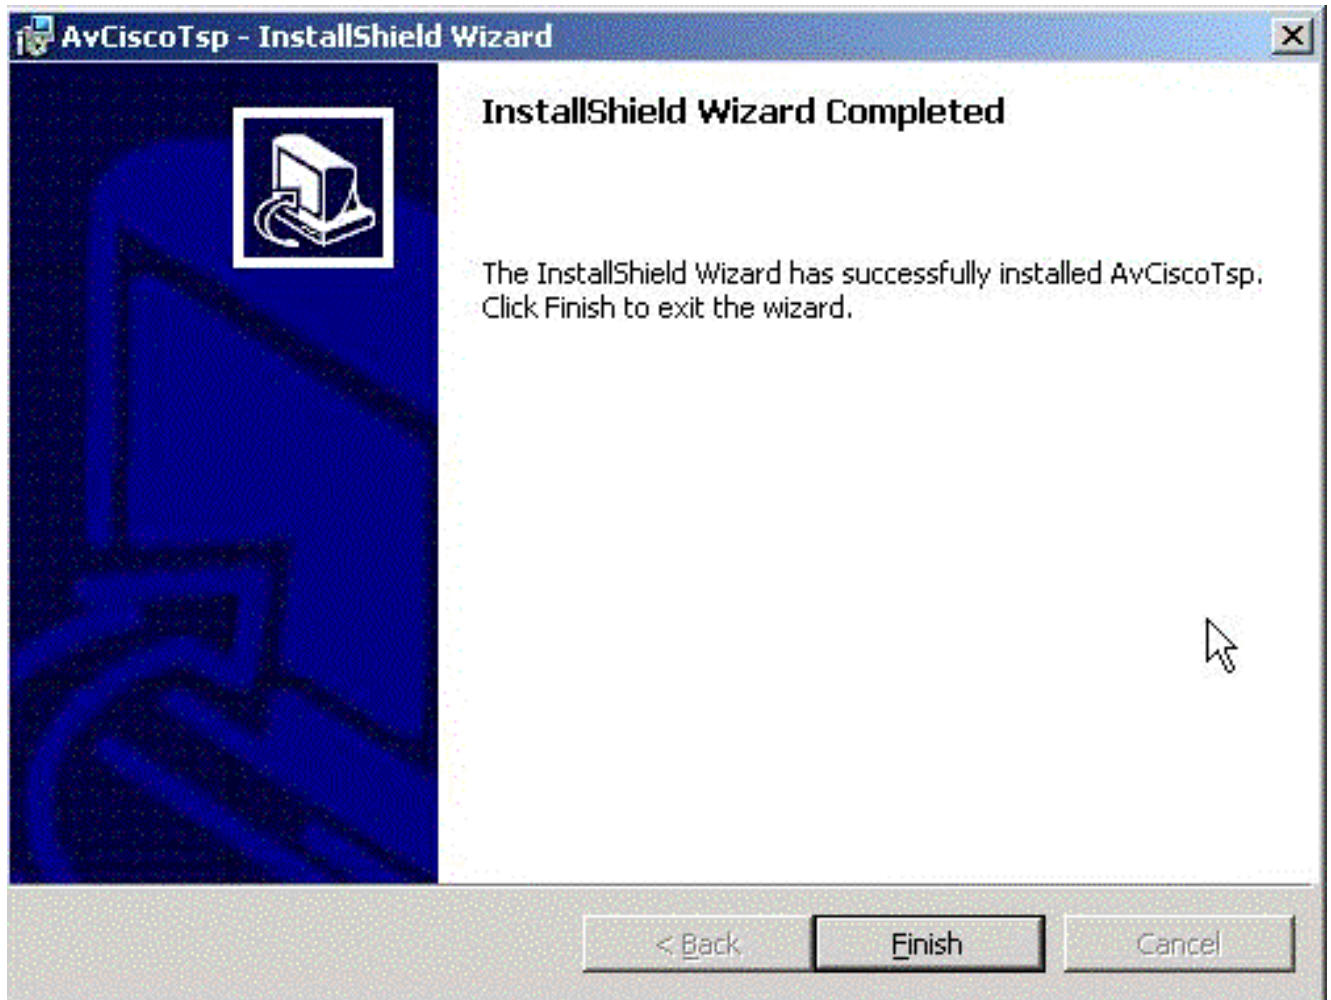 AvCiscoTsp - InstallShield Wizard
InstallShield Wizard Completed
The InstallShield Wizard has successfully installed AvCiscoTsp.
Click Finish to exit the wizard.
< Back Finish Cancel